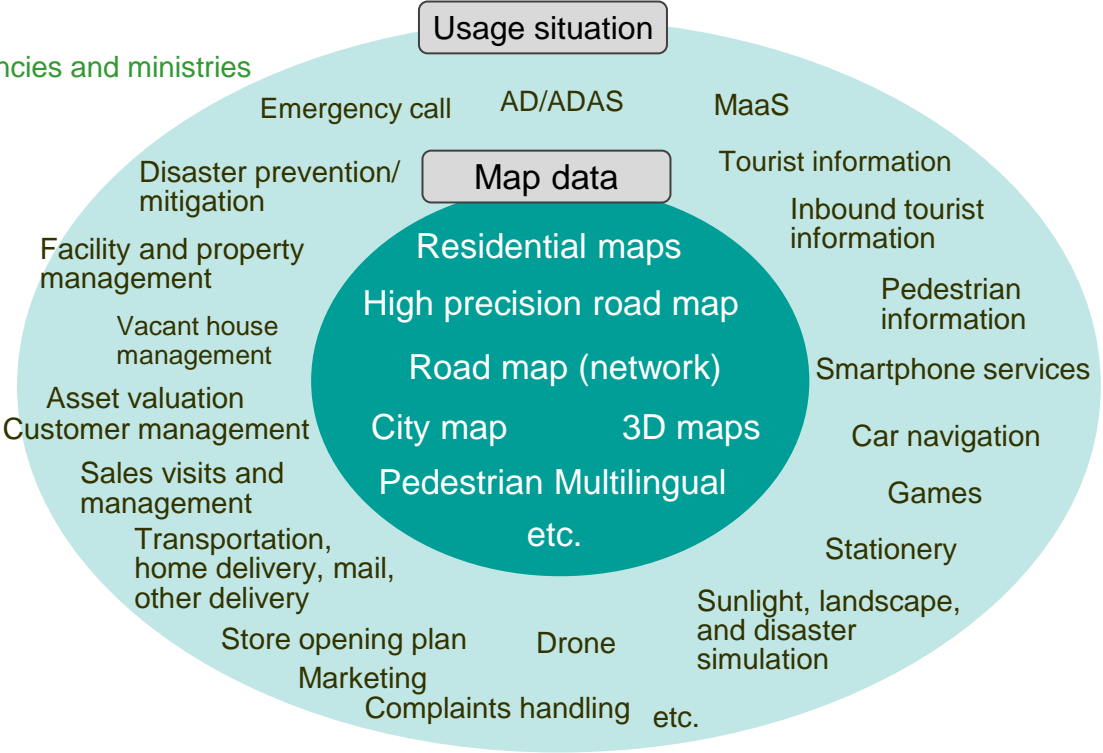 Usage situation
ncies and ministries
Emergency call
AD/ADAS
MaaS
Disaster prevention/
mitigation
Map data
Tourist information
Inbound tourist
information
Facility and property
management
Residential maps
Pedestrian
information
High precision road map
Vacant house
management
Road map (network)
Smartphone services
Asset valuation
Customer management
City map
3D maps
Car navigation
Sales visits and
management
Pedestrian Multilingual
Games
etc.
Transportation,
home delivery, mail,
other delivery
Stationery
Sunlight, landscape,
and disaster
simulation
Store opening plan
Drone
Marketing
Complaints handling
etc.